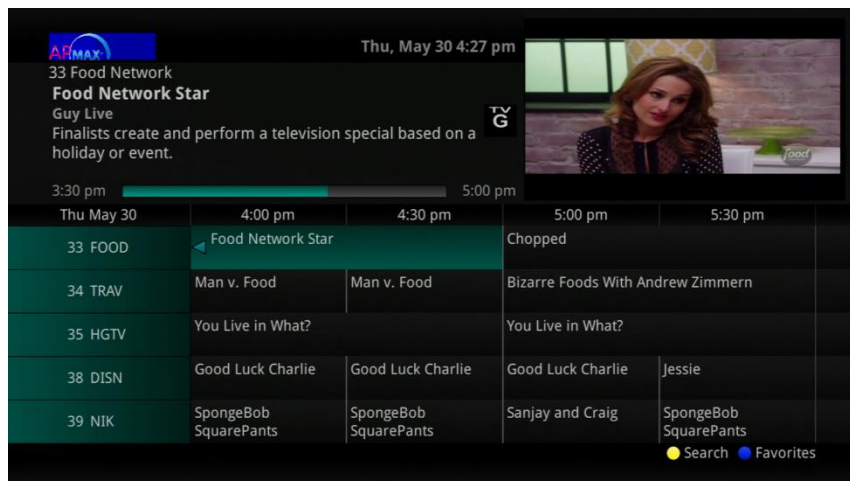 ARMAX
Thu, May 30 4:27 pm
33 Food Network
Food Network Star
Guy Live
TV
G
Finalists create and perform a television special based on a
holiday or event.
food
3:30 pm 5:00 pm
Thu May 30 4:00 pm 4:30 pm 5:00 pm 5:30 pm
33 FOOD Food Network Star Chopped
34 TRAV Man v. Food Man v. Food Bizarre Foods With Andrew Zimmern
35 HGTV You Live in What? You Live in What?
38 DISN Good Luck Charlie Good Luck Charlie Good Luck Charlie Jessie
39 NIK SpongeBob SpongeBob Sanjay and Craig SpongeBob
SquarePants SquarePants SquarePants
Search Favorites